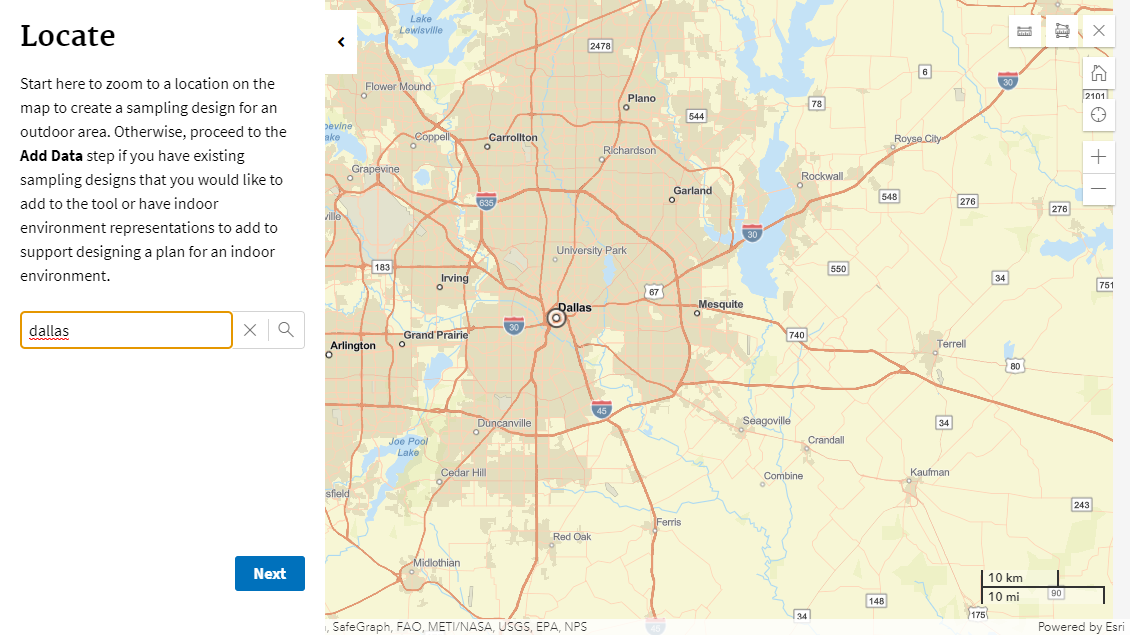 Locate
Start here to zoom to a location on the
map to create a sampling design for an
outdoor area. Otherwise, proceed to the
Add Data step if you have existing
sampling designs that you would like to
add to the tool or have indoor
environment representations to add to
support designing a plan for an indoor
environment.
dallas
Next
Lake
Lewisville
2478
6
30
Flower Mound
Plano
2101
78
544
Coppell
Carrollton
Royse City
Richardson
Grapevine
Rockwall
Garland
635
548
276
276
30
University Park
183
550
Irving
34
67
751
Dallas
Mesquite
30
Grand Prairie
740
Arlington
Terrell
80
45
Duncanville
Seagoville
34
Joe Pool
Lake
Crandall
Cedar Hill
Combine
Kaufman
sfield
243
Ferris
Red Oak
Midlothian
10 km
10 mi
90
148
175
34
45
, SafeGraph, FAO, METI/NASA, USGS, EPA, NPS
Powered by Esri